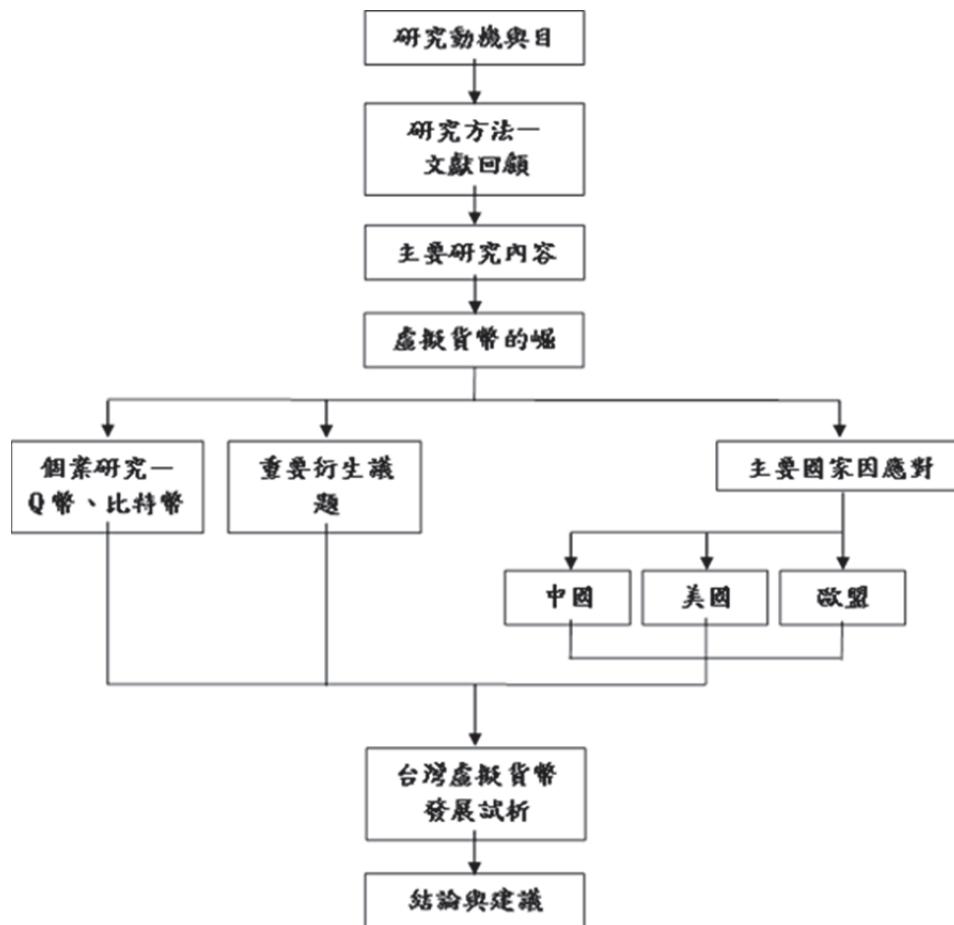 研究動機與目
研究方法—
文獻回顧
主要研究內容
虛擬貨幣的崛
個案研究—
Q幣、比特幣
重要衍生議
題
主要國家因應對
中國
美國
歐盟
台灣虛擬貨幣
發展試析
結論與建議